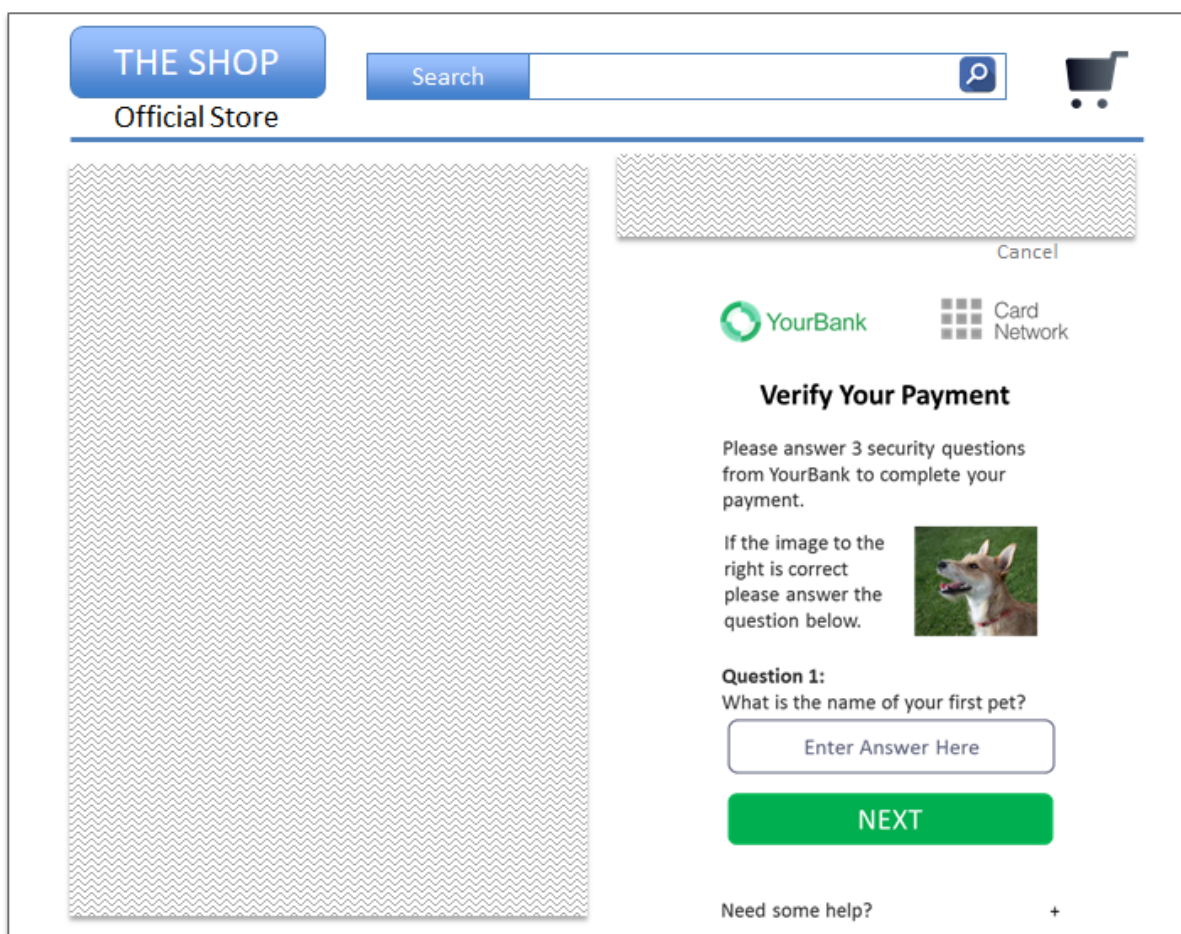 THE SHOP
Official Store
Search
Cancel
YourBank
Card
Network
Verify Your Payment
Please answer 3 security questions
from YourBank to complete your
payment.
If the image to the
right is correct
please answer the
question below.
Question 1:
What is the name of your first pet?
Enter Answer Here
NEXT
Need some help? +